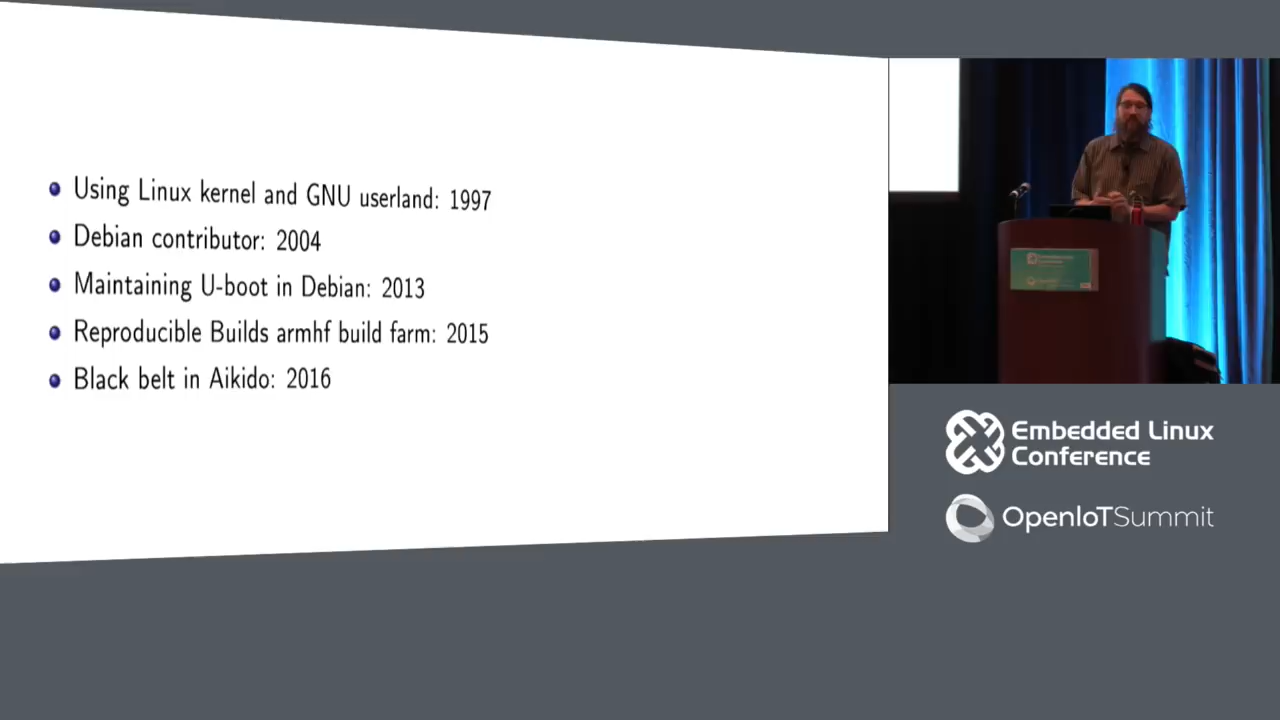 Using Linux kernel and GNU userland: 1997
Debian contributor: 2004
Maintaining U-boot in Debian: 2013
Reproducible Builds armhf build farm: 2015
Black belt in Aikido: 2016
Embedded Linux
Conference
OpenIoTSummit